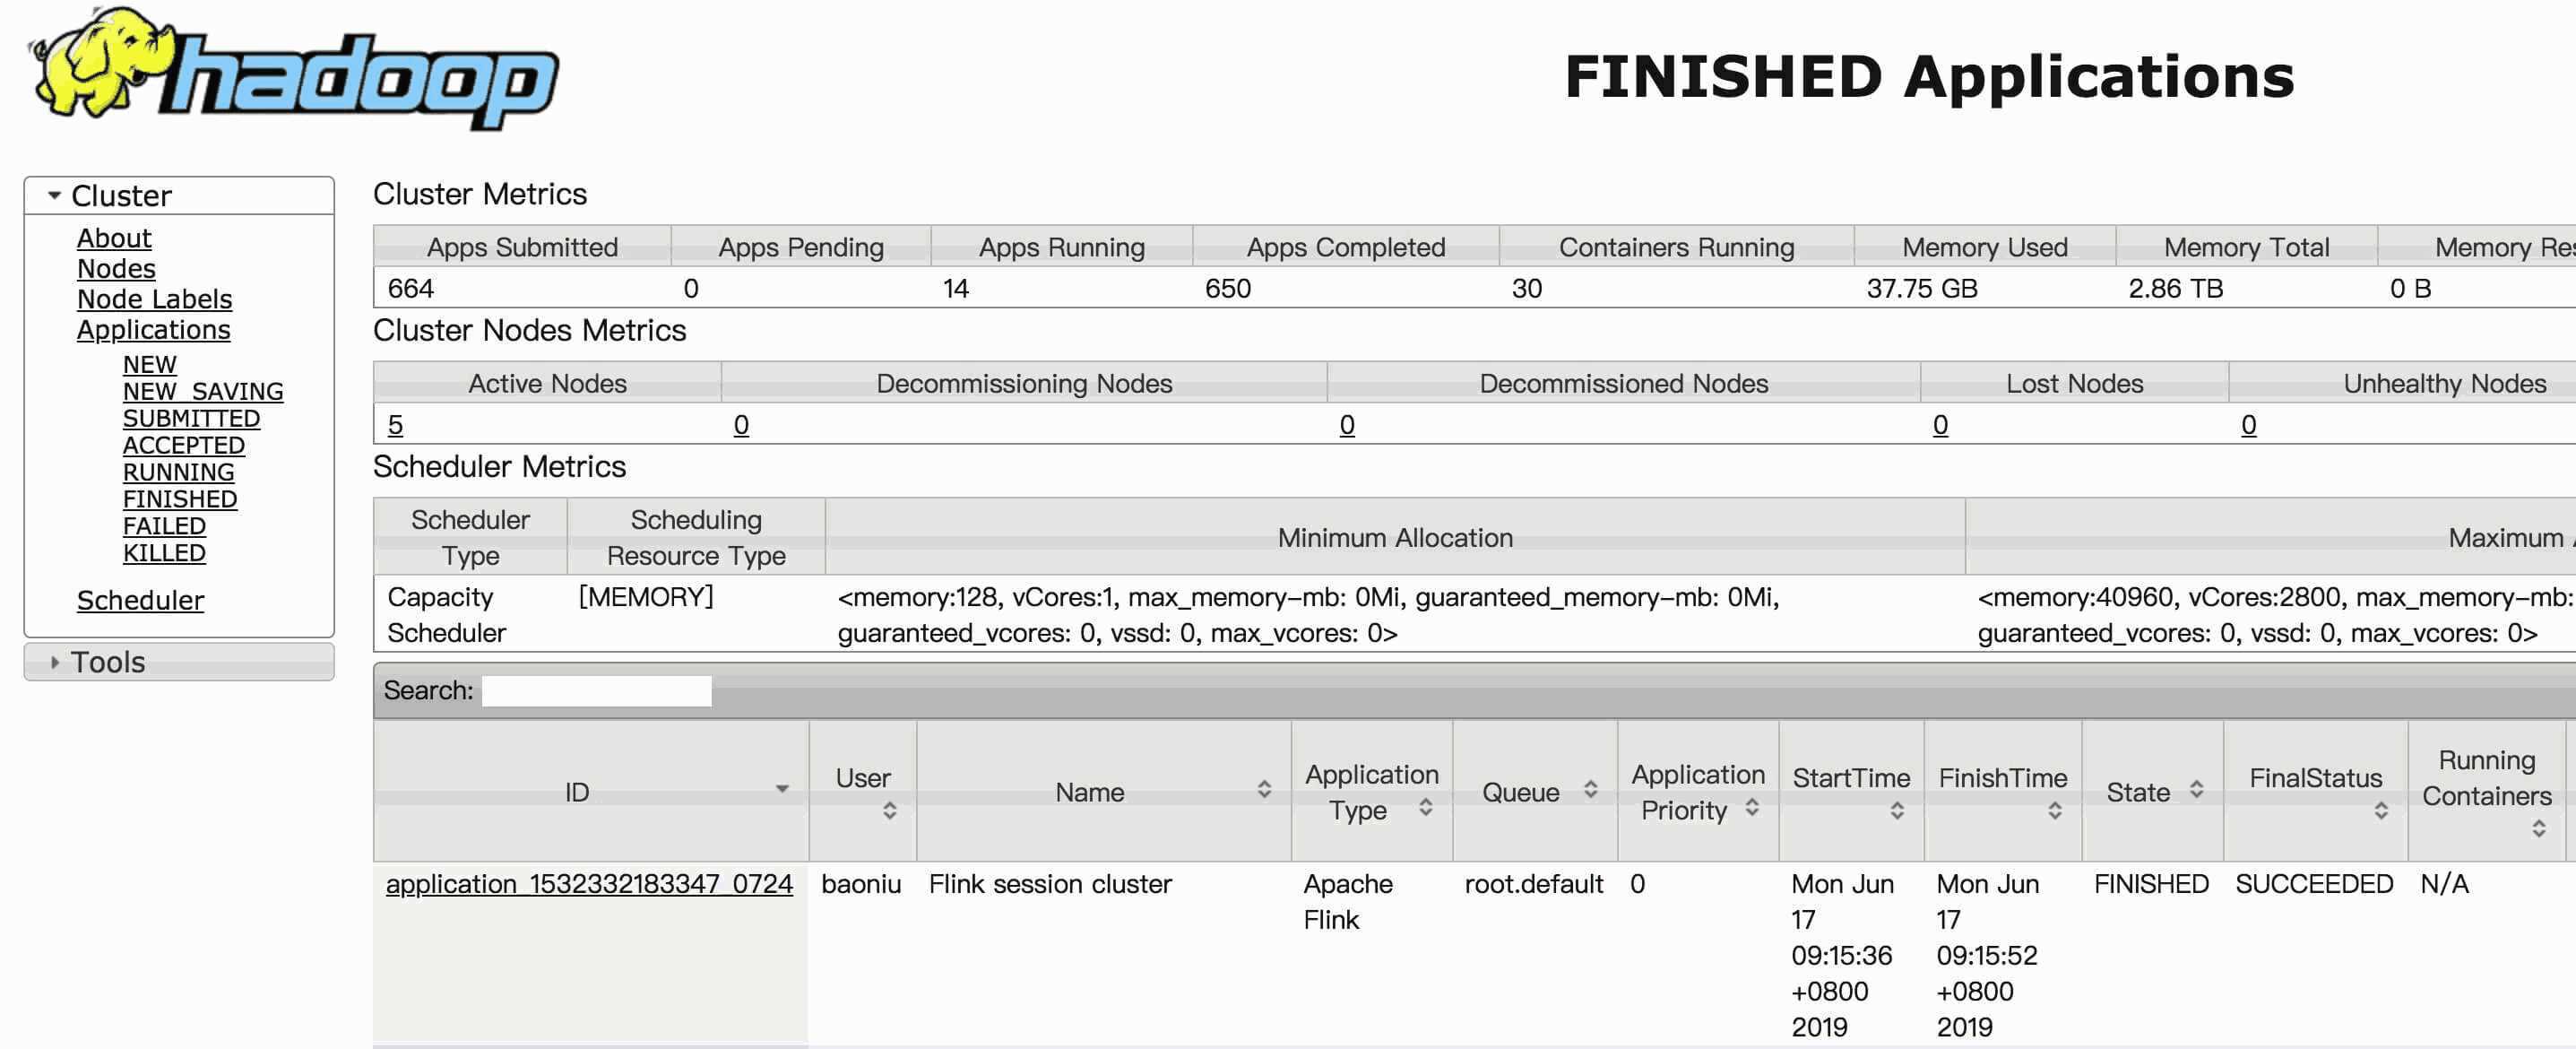 hadoop
FINISHED Applications
Cluster
About
Nodes
Node Labels
Applications
NEW
NEW_SAVING
SUBMITTED
ACCEPTED
RUNNING
FINISHED
FAILED
KILLED
Scheduler
Tools
Cluster Metrics
Apps Submitted Apps Pending Apps Running Apps Completed Containers Running Memory Used Memory Total Memory Res
664 0 14 650 30 37.75 GB 2.86 TB 0 B
Cluster Nodes Metrics
Active Nodes Decommissioning Nodes Decommissioned Nodes Lost Nodes Unhealthy Nodes
5 0 0 0 0
Scheduler Metrics
Scheduler Type Scheduling Resource Type Minimum Allocation Maximum
Capacity Scheduler [MEMORY] <memory:128, vCores:1, max_memory-mb: 0Mi, guaranteed_memory-mb: 0Mi, <memory:40960, vCores:2800, max_memory-mb:
guaranteed_vcores: 0, vssd: 0, max_vcores: 0> guaranteed_vcores: 0, vssd: 0, max_vcores: 0>
Search:
ID User Name Application Type Queue Application Priority StartTime FinishTime State FinalStatus Running Containers
application_1532332183347_0724 baoniu Flink session cluster Apache Flink root.default 0 Mon Jun 17 09:15:36 +0800 2019 Mon Jun 17 09:15:52 +0800 2019 FINISHED SUCCEEDED N/A